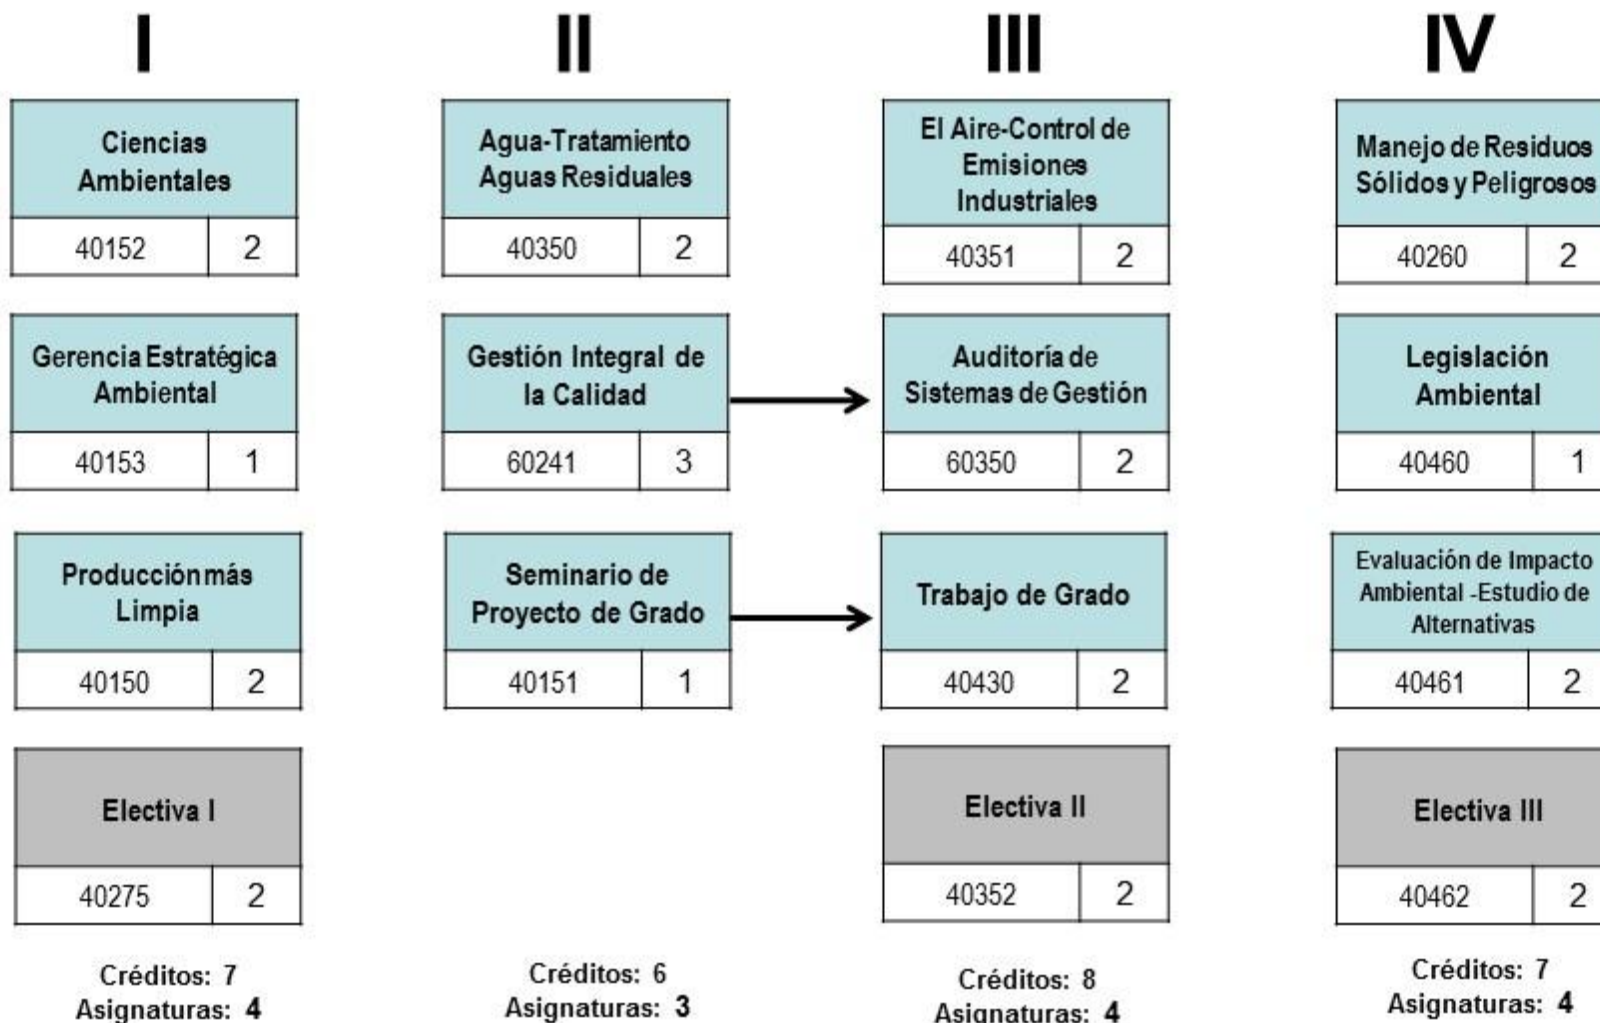 I
II
III
IV
Ciencias
Ambientales
40152 2
Agua-Tratamiento
Aguas Residuales
40350 2
El Aire-Control de
Emisiones
Industriales
40351 2
Manejo de Residuos
Sólidos y Peligrosos
40260 2
Gerencia Estratégica
Ambiental
40153 1
Gestión Integral de
la Calidad
60241 3
Auditoría de
Sistemas de Gestión
60350 2
Legislación
Ambiental
40460 1
Producción más
Limpia
40150 2
Seminario de
Proyecto de Grado
40151 1
Trabajo de Grado
40430 2
Evaluación de Impacto
Ambiental -Estudio de
Alternativas
40461 2
Electiva I
40275 2
Electiva II
40352 2
Electiva III
40462 2
Créditos: 7
Asignaturas: 4
Créditos: 6
Asignaturas: 3
Créditos: 8
Asignaturas: 4
Créditos: 7
Asignaturas: 4